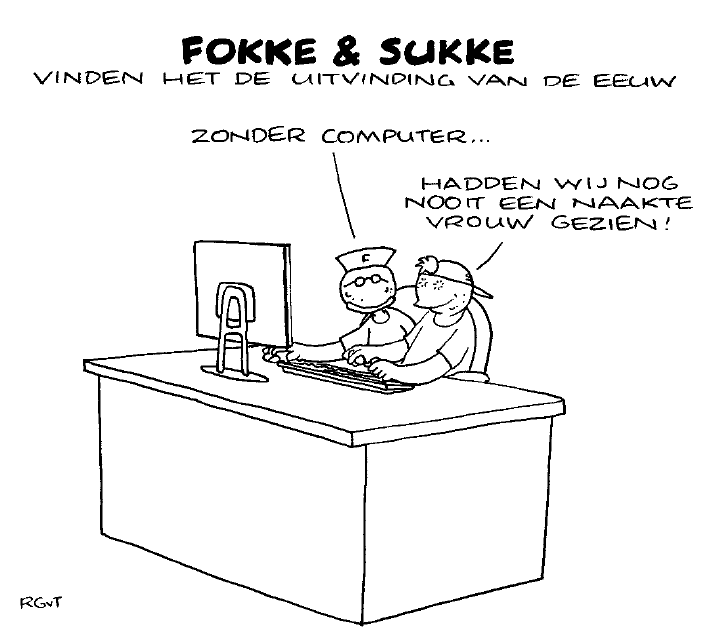 FOKKE & SUKKE
VINDEN HET DE UITVINDING VAN DE EEUW
ZONDER COMPUTER...
HADDEN WIJ NOG
NOOIT EEN NAAKTE
VROUW GEZIEN!
F
RGvT